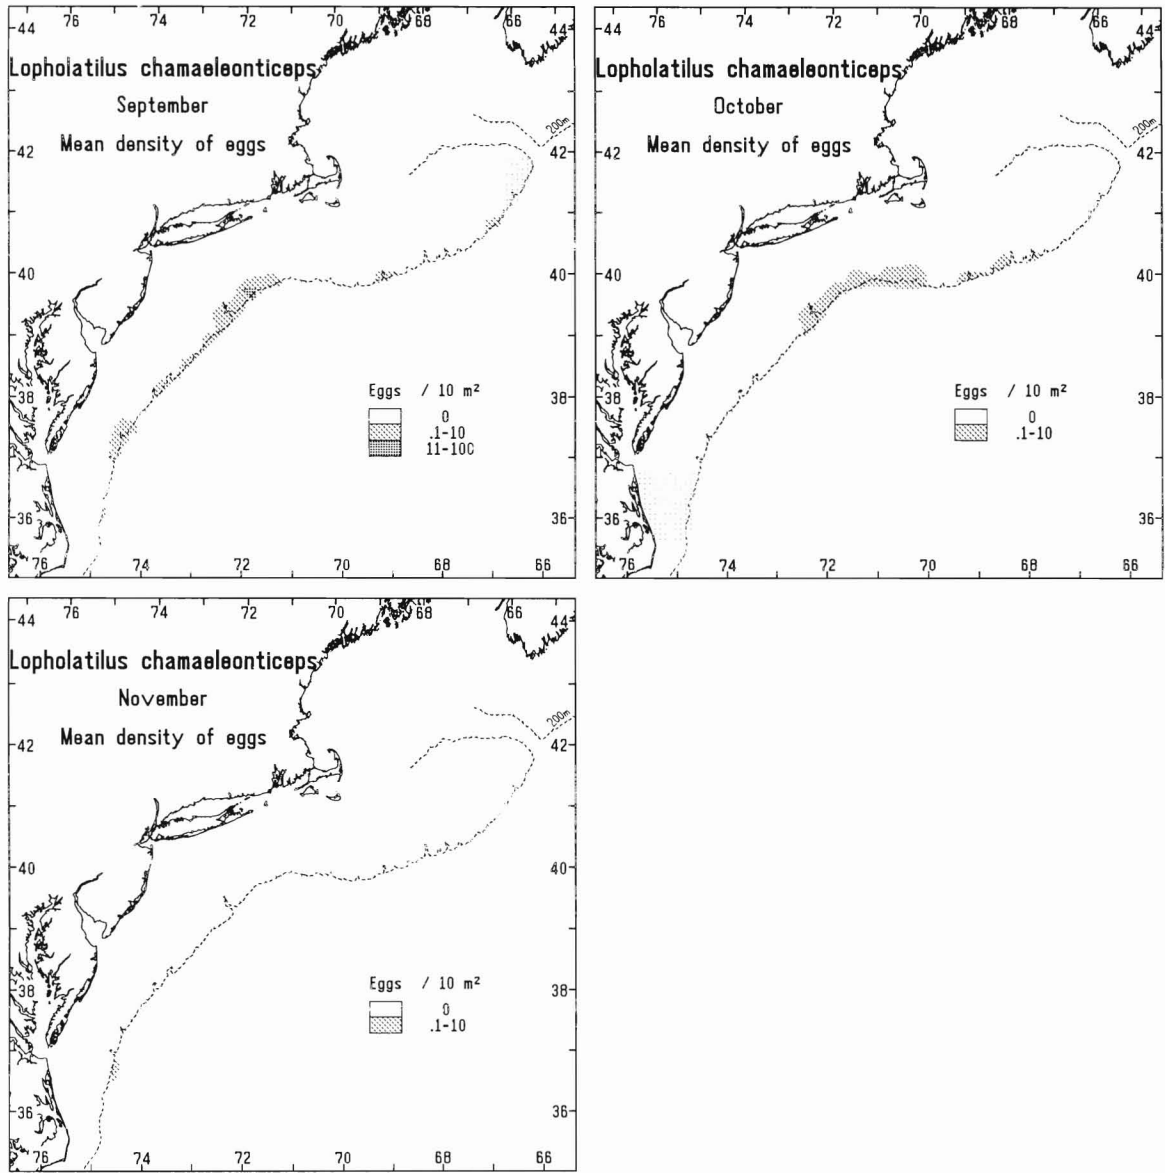 76 74 72 70 68 66
44 44
Lopholatilus chamaeleonticeps
September
Mean density of eggs
200m
42 42
40 40
Eggs / 10 m²
0
.1-10
11-100
38 38
36 36
76 74 72 70 68 66
76 74 72 70 68 66
44 44
Lopholatilus chamaeleonticeps
October
Mean density of eggs
200m
42 42
40 40
Eggs / 10 m²
0
.1-10
38 38
36 36
76 74 72 70 68 66
76 74 72 70 68 66
44 44
Lopholatilus chamaeleonticeps
November
Mean density of eggs
200m
42 42
40 40
Eggs / 10 m²
0
.1-10
38 38
36 36
76 74 72 70 68 66